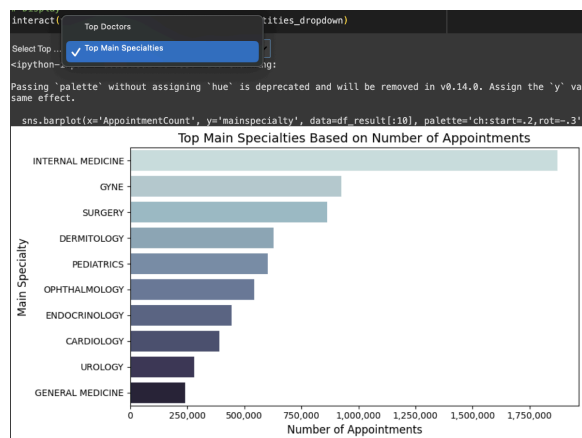 # Display
interact(
tities_dropdown)
Top Doctors
Select Top ...
✓ Top Main Specialties
<ipython-
ng:
Passing `palette` without assigning `hue` is deprecated and will be removed in v0.14.0. Assign the `y` va
same effect.
sns.barplot(x='AppointmentCount', y='mainspecialty', data=df_result[:10], palette='ch:start=.2,rot=-.3'
Top Main Specialties Based on Number of Appointments
Main Specialty
INTERNAL MEDICINE
GYNE
SURGERY
DERMATOLOGY
PEDIATRICS
OPHTHALMOLOGY
ENDOCRINOLOGY
CARDIOLOGY
UROLOGY
GENERAL MEDICINE
0 250,000 500,000 750,000 1,000,000 1,250,000 1,500,000 1,750,000
Number of Appointments